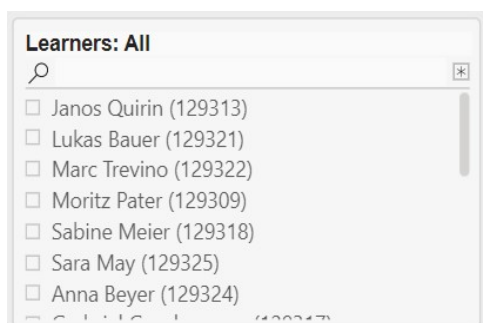 Learners: All
Janos Quirin (129313)
Lukas Bauer (129321)
Marc Trevino (129322)
Moritz Pater (129309)
Sabine Meier (129318)
Sara May (129325)
Anna Beyer (129324)